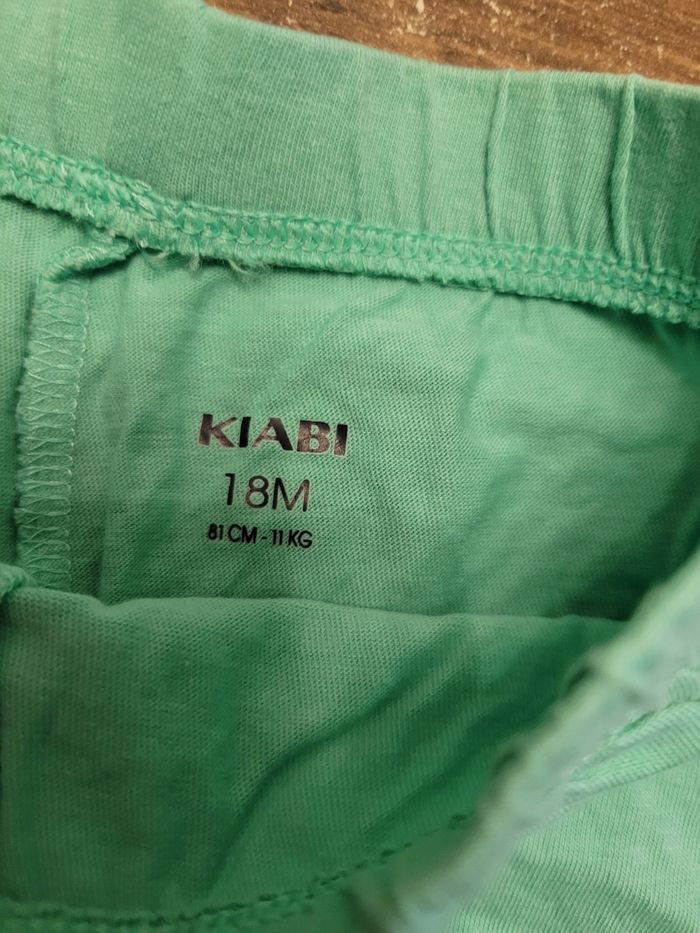 KIABI
18M
81 CM - 11 KG